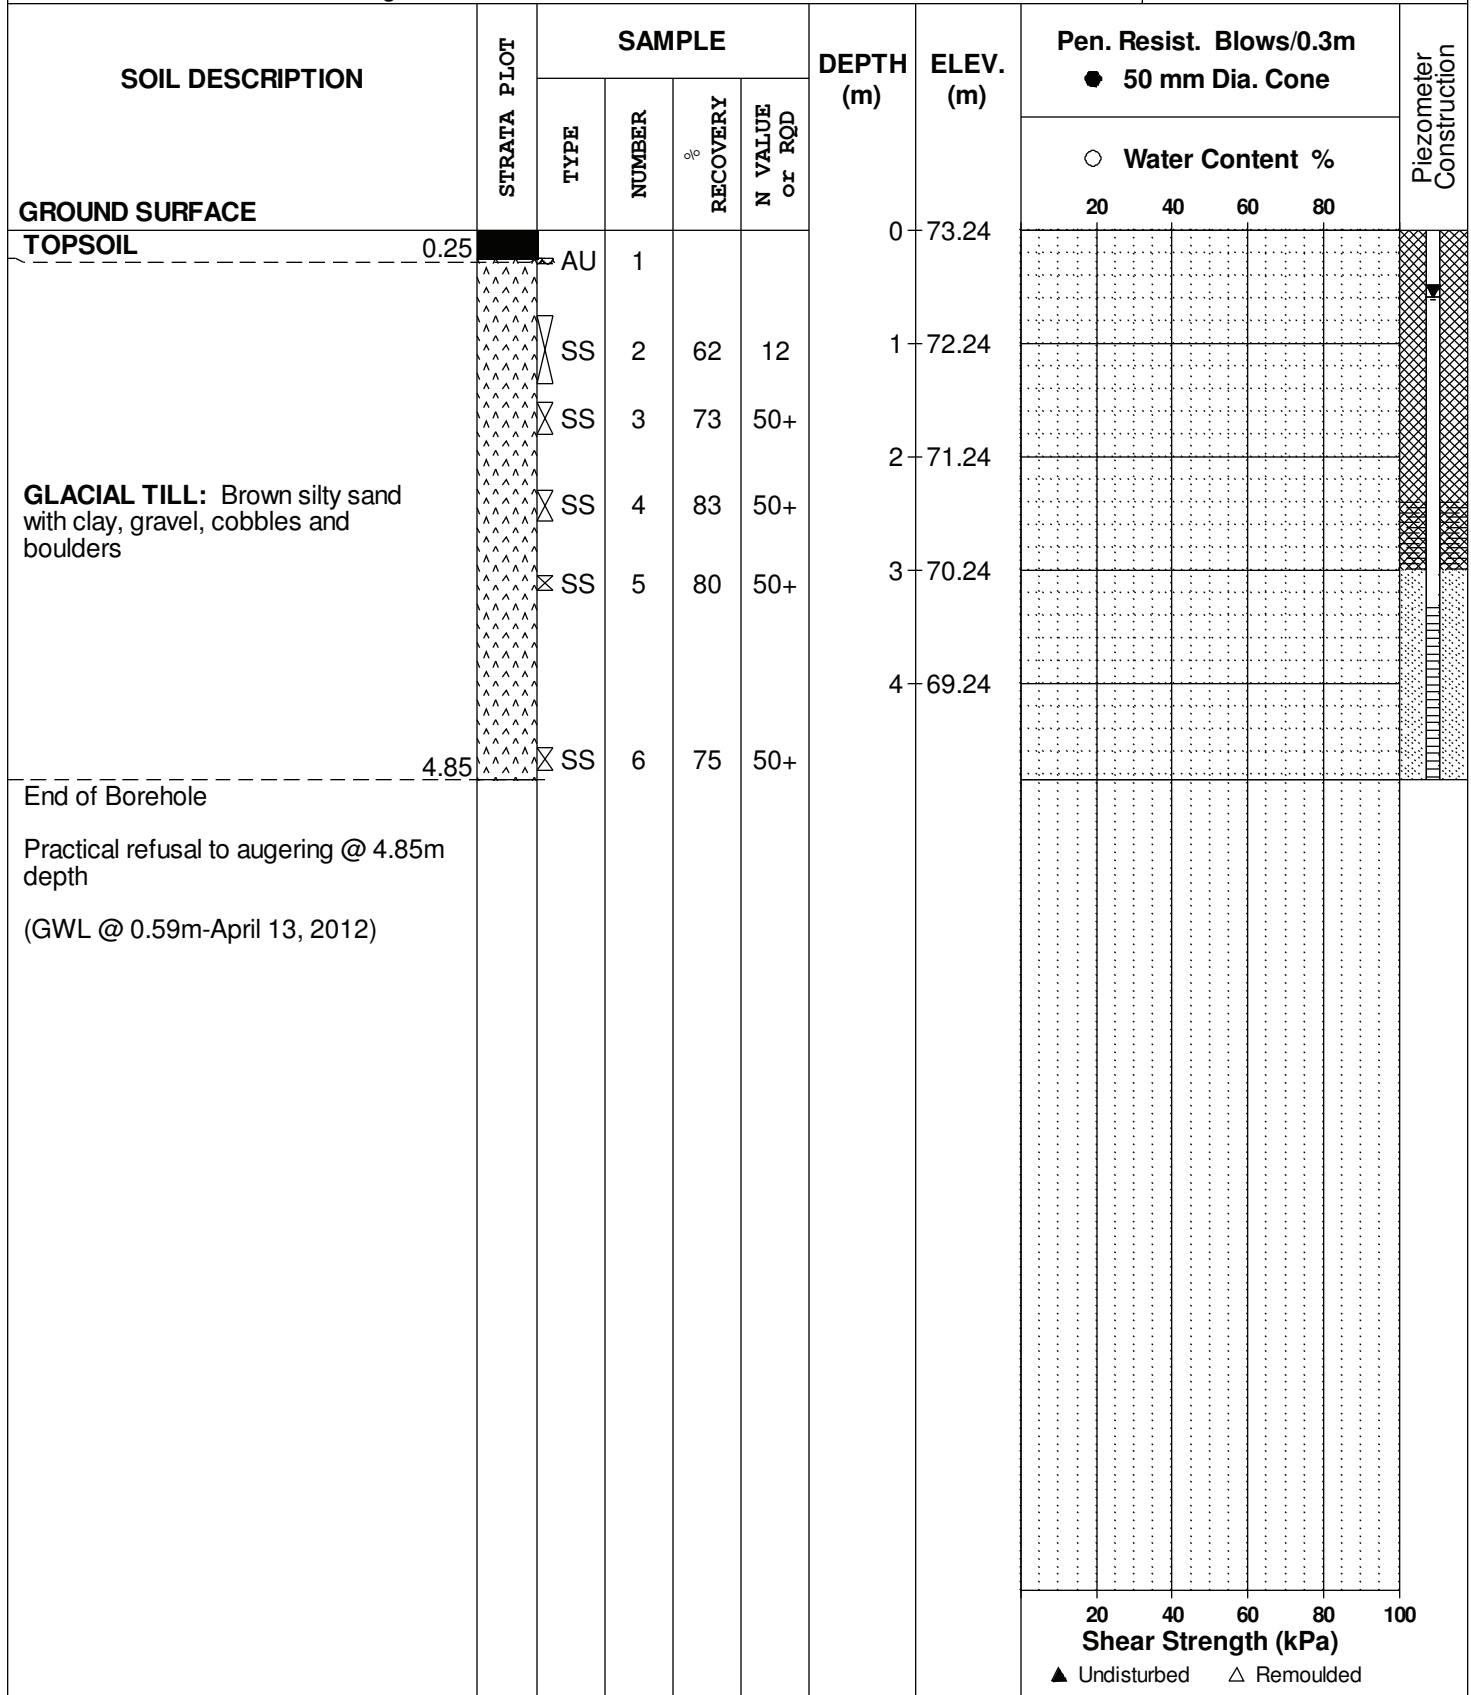 SOIL DESCRIPTION
GROUND SURFACE
STRATA PLOT
SAMPLE
TYPE
NUMBER
% RECOVERY
N VALUE or RQD
DEPTH (m)
ELEV. (m)
Pen. Resist. Blows/0.3m
● 50 mm Dia. Cone
○ Water Content %
20 40 60 80
Piezometer Construction
TOPSOIL 0.25
0 73.24
AU 1
SS 2 62 12
1 72.24
SS 3 73 50+
2 71.24
GLACIAL TILL: Brown silty sand
with clay, gravel, cobbles and
boulders
SS 4 83 50+
3 70.24
SS 5 80 50+
4 69.24
SS 6 75 50+
4.85
End of Borehole
Practical refusal to augering @ 4.85m
depth
(GWL @ 0.59m-April 13, 2012)
20 40 60 80 100
Shear Strength (kPa)
▲ Undisturbed △ Remoulded